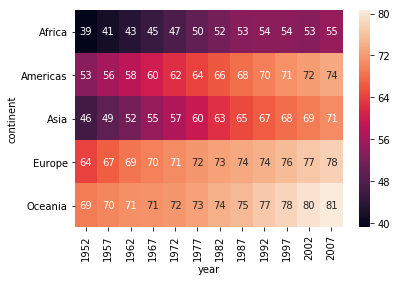 continent
Africa 39 41 43 45 47 50 52 53 54 54 53 55
Americas 53 56 58 60 62 64 66 68 70 71 72 74
Asia 46 49 52 55 57 60 63 65 67 68 69 71
Europe 64 67 69 70 71 72 73 74 74 76 77 78
Oceania 69 70 71 71 72 73 74 75 77 78 80 81
1952 1957 1962 1967 1972 1977 1982 1987 1992 1997 2002 2007
year
80
72
64
56
48
40